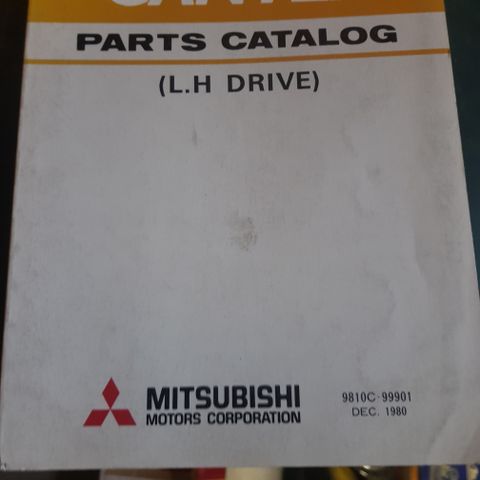 PARTS CATALOG
(L.H DRIVE)
MITSUBISHI
MOTORS CORPORATION
9810C-99901
DEC. 1980